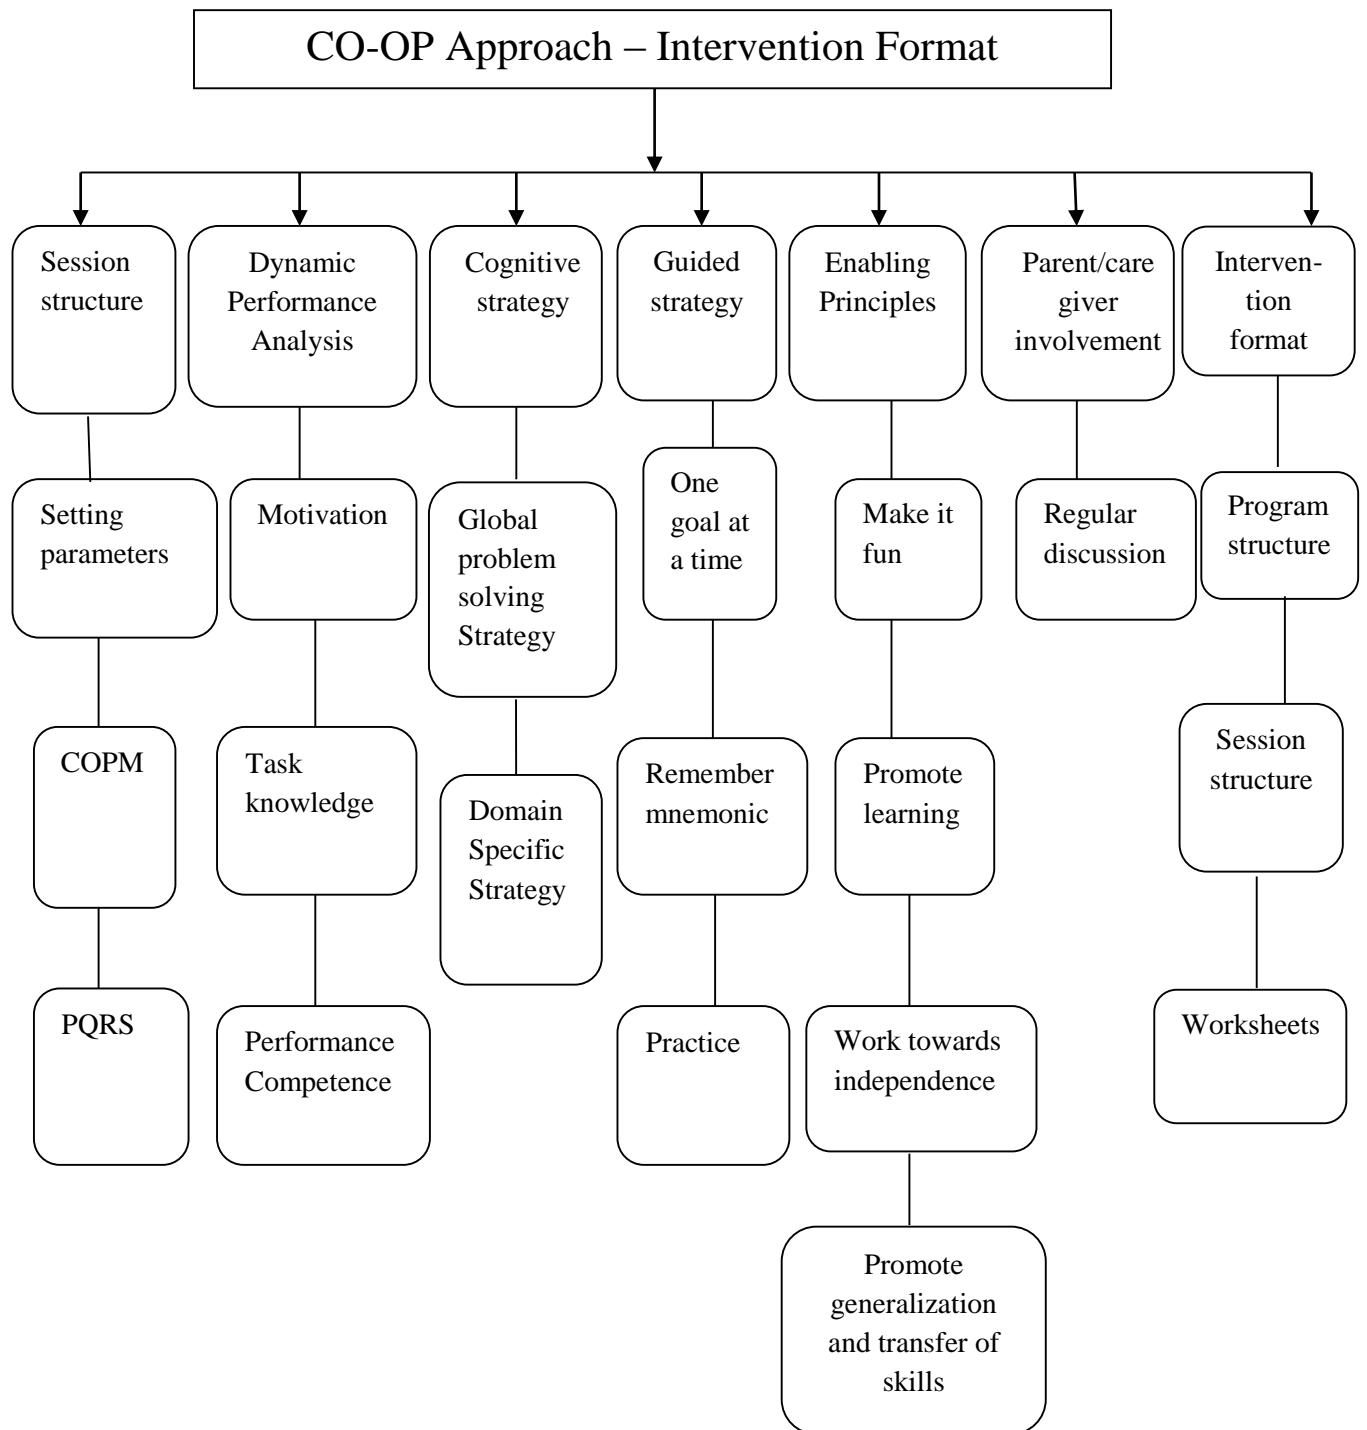 CO-OP Approach – Intervention Format
Session
structure
Dynamic
Performance
Analysis
Cognitive
strategy
Guided
strategy
Enabling
Principles
Parent/care
giver
involvement
Interven-
tion
format
Setting
parameters
Motivation
Global
problem
solving
Strategy
One
goal at
a time
Make it
fun
Regular
discussion
Program
structure
COPM
Task
knowledge
Domain
Specific
Strategy
Remember
mnemonic
Promote
learning
Session
structure
PQRS
Performance
Competence
Practice
Work towards
independence
Worksheets
Promote
generalization
and transfer of
skills